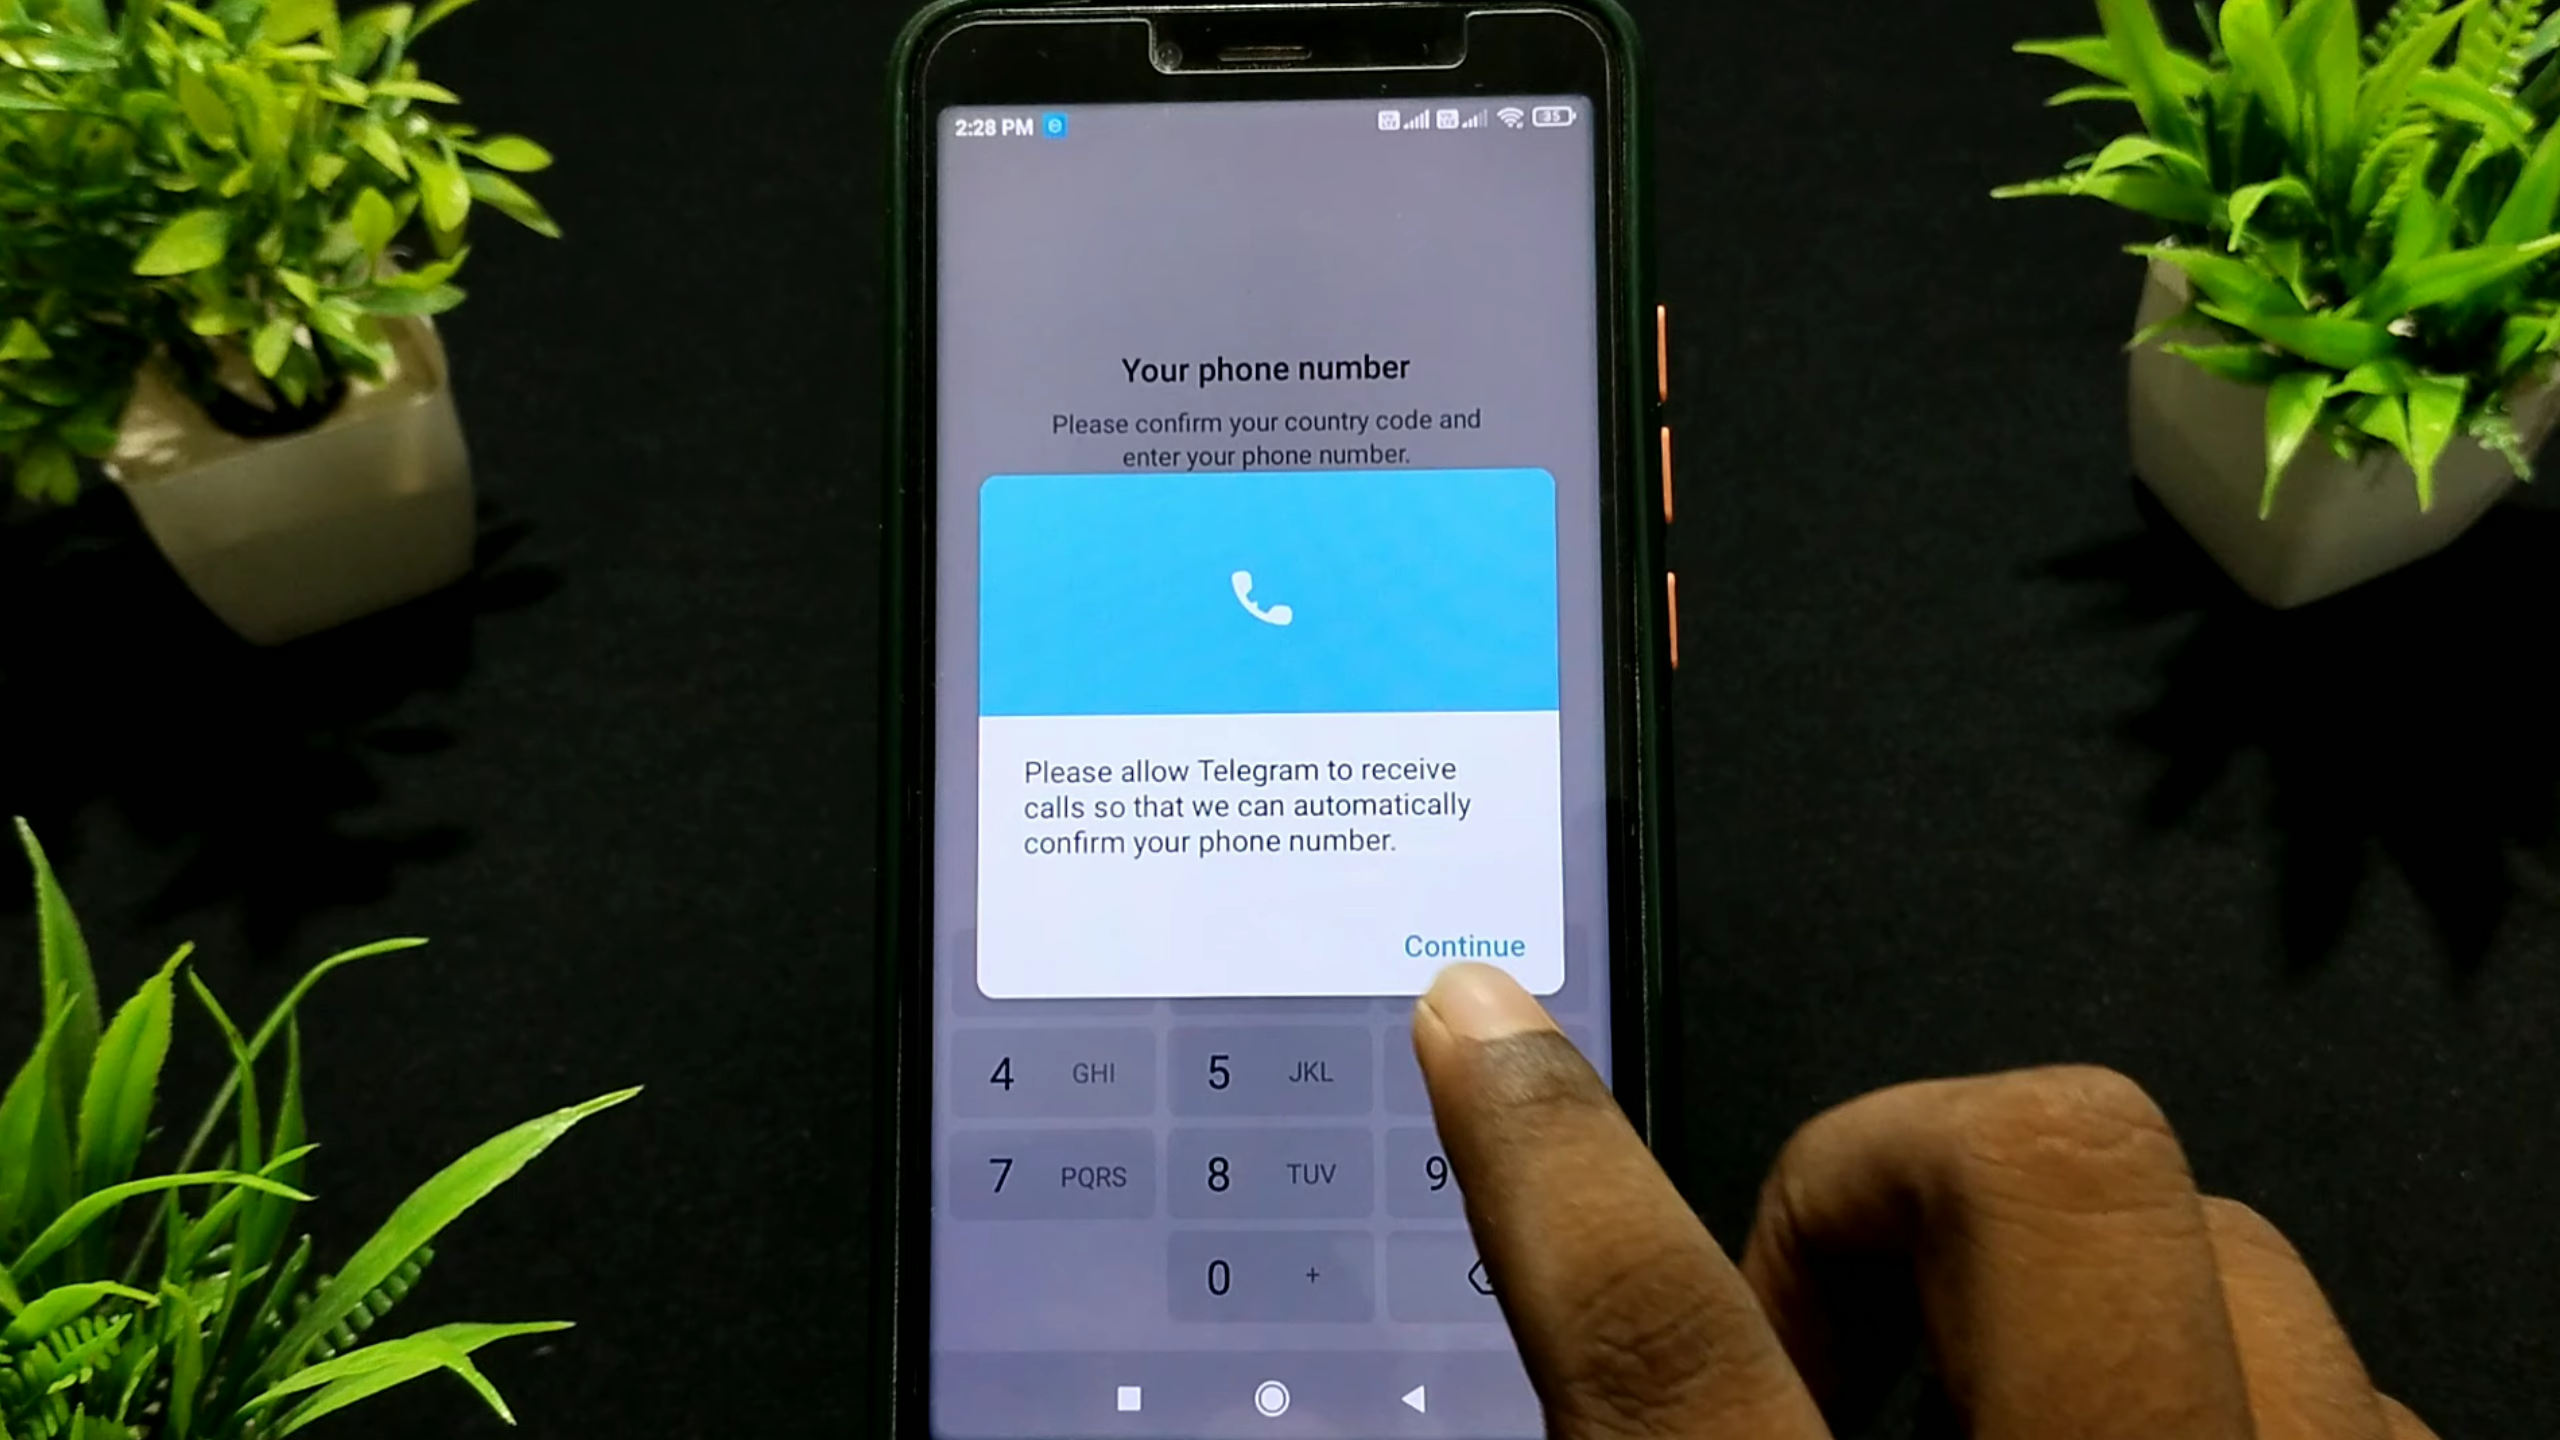 2:28 PM
35
Your phone number
Please confirm your country code and
enter your phone number.
Please allow Telegram to receive
calls so that we can automatically
confirm your phone number.
Continue
4 GHI 5 JKL
7 PQRS 8 TUV 9
0 +